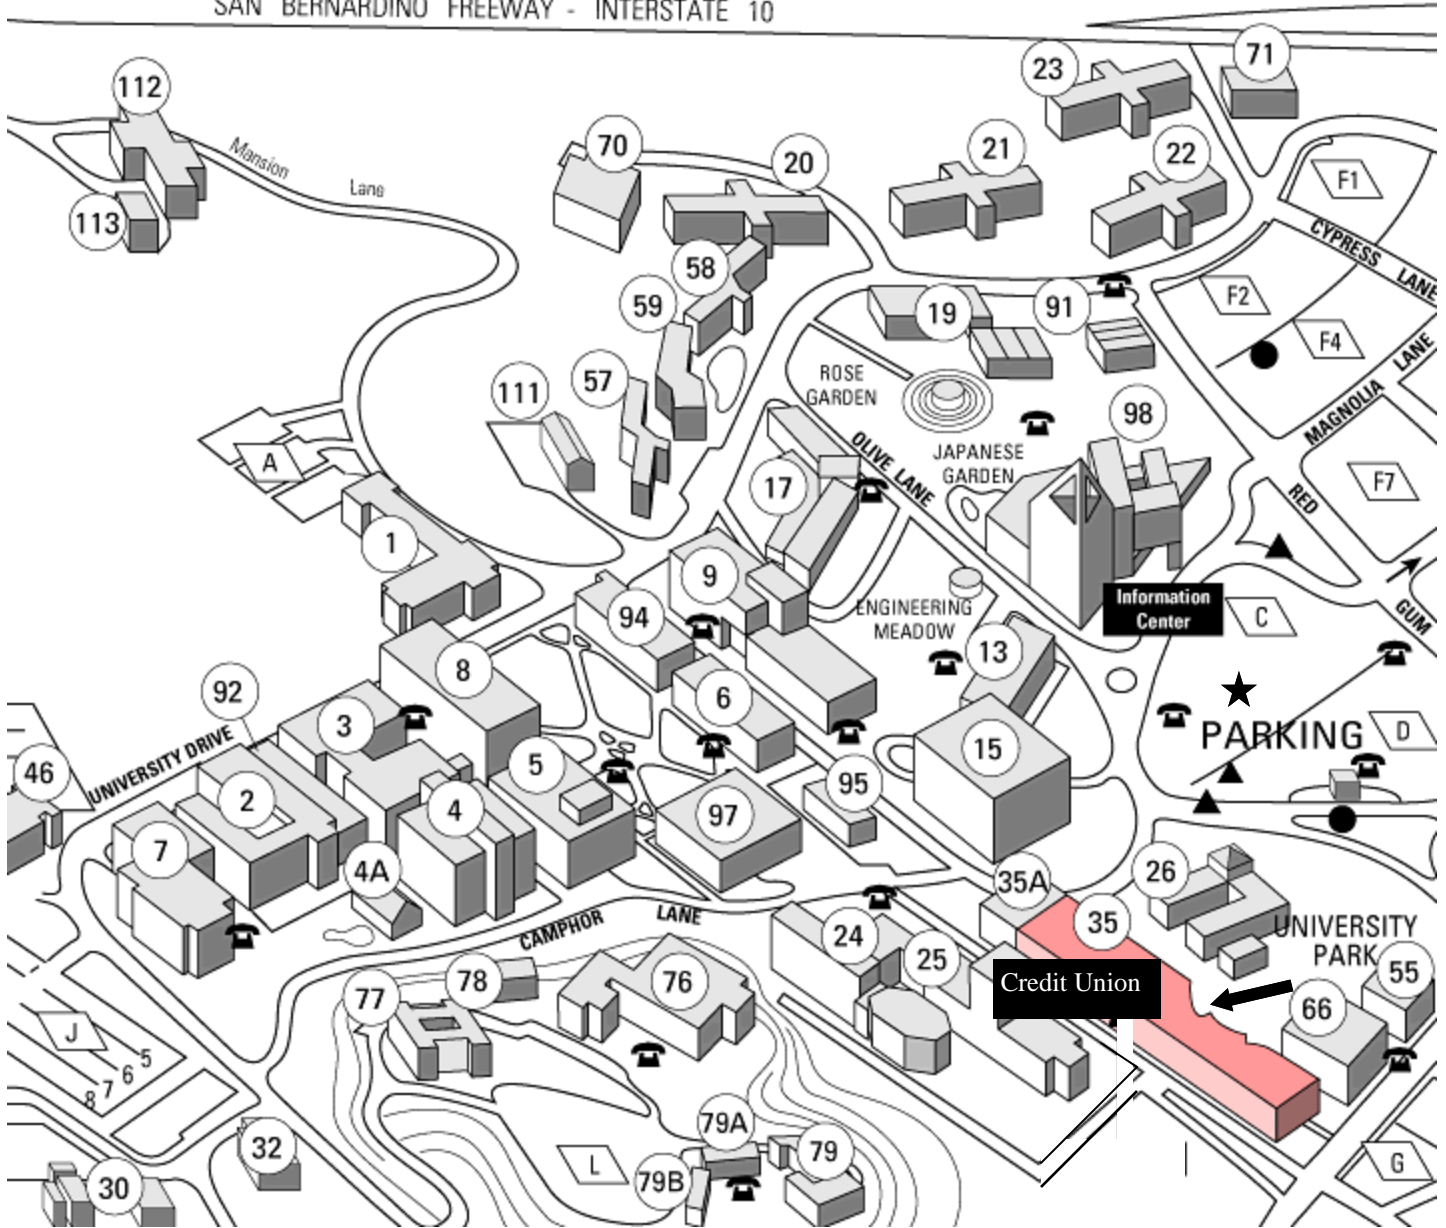 SAN BERNARDINO FREEWAY - INTERSTATE 10
23
71
112
70
20
21
22
Mansion
Lane
F1
113
CYPRESS LANE
58
59
F2
19
91
F4
MAGNOLIA LANE
57
111
ROSE
GARDEN
98
OLIVE LANE
JAPANESE
GARDEN
A
17
F7
RED
GUM
1
9
Information
Center
C
94
ENGINEERING
MEADOW
13
8
92
6
3
PARKING
D
UNIVERSITY DRIVE
15
46
5
95
2
4
97
7
4A
35A
26
35
CAMPHOR LANE
24
UNIVERSITY
PARK
25
55
78
76
Credit Union
77
66
J
5
6
7
8
79A
32
79
L
G
30
79B